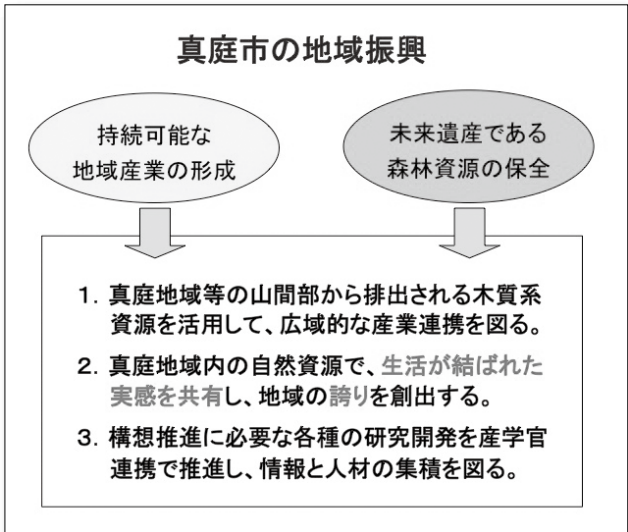 真庭市の地域振興
持続可能な
地域産業の形成
未来遺産である
森林資源の保全
1. 真庭地域等の山間部から排出される木質系
資源を活用して、広域的な産業連携を図る。
2. 真庭地域内の自然資源で、生活が結ばれた
実感を共有し、地域の誇りを創出する。
3. 構想推進に必要な各種の研究開発を産学官
連携で推進し、情報と人材の集積を図る。